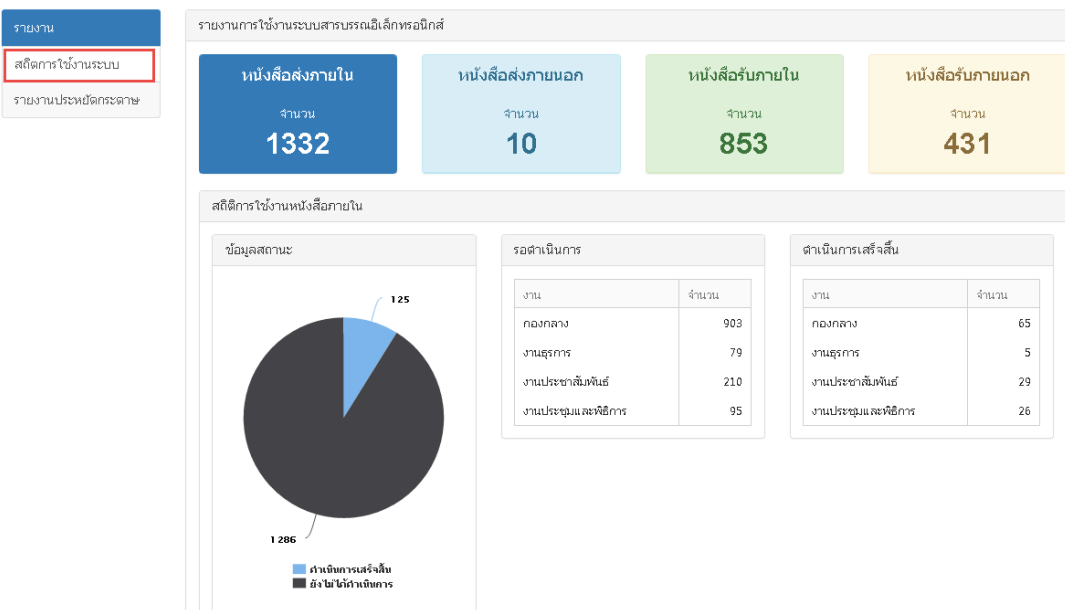 รายงาน
สถิตการใช้งานระบบ
รายงานประหยัดกระดาษ
รายงานการใช้งานระบบสารบรรณอิเล็กทรอนิกส์
หนังสือส่งภายใน
จำนวน
1332
หนังสือส่งภายนอก
จำนวน
10
หนังสือรับภายใน
จำนวน
853
หนังสือรับภายนอก
จำนวน
431
สถิติการใช้งานหนังสือภายใน
ข้อมูลสถานะ
125
1 286
ดำเนินการเสร็จสิ้น
ยังไม่ได้ดำเนินการ
รอดำเนินการ
งาน จำนวน
กองกลาง 903
งานธุรการ 79
งานประชาสัมพันธ์ 210
งานประชุมและพิธีการ 95
ดำเนินการเสร็จสิ้น
งาน จำนวน
กองกลาง 65
งานธุรการ 5
งานประชาสัมพันธ์ 29
งานประชุมและพิธีการ 26